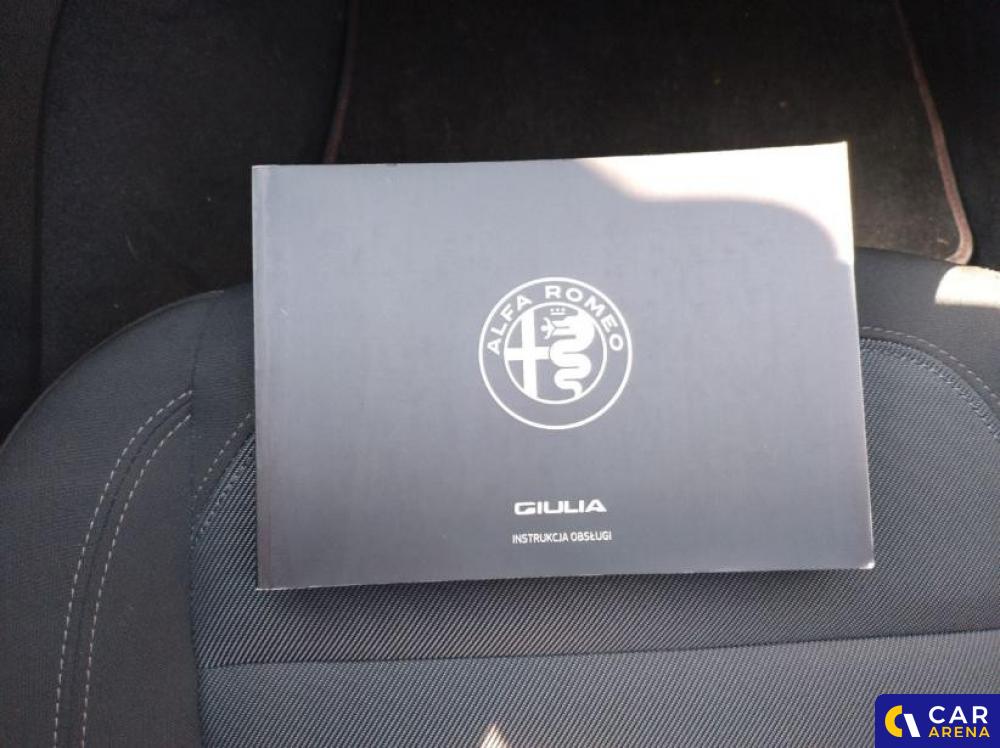 ALFA ROMEO
GIULIA
INSTRUKCJA OBSŁUGI
CAR
ARENA